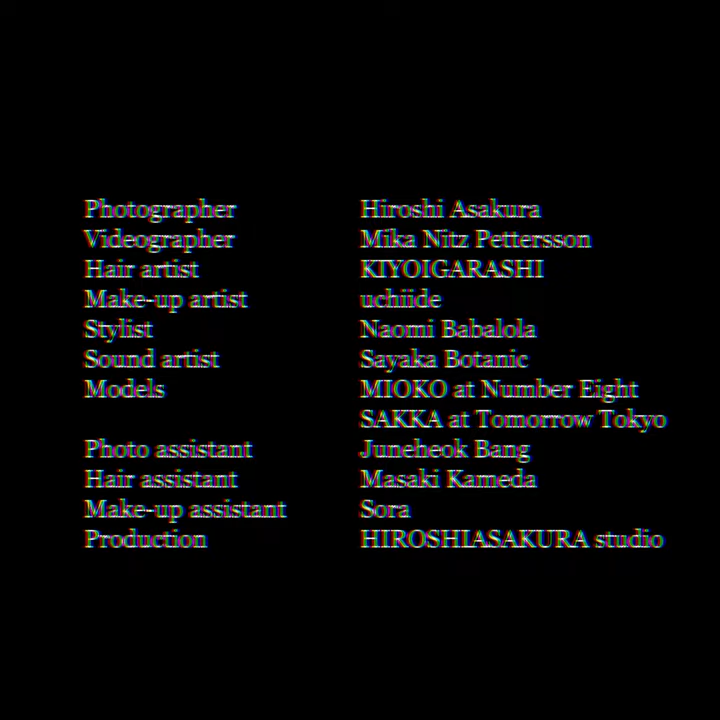 Photographer Hiroshi Asakura
Videographer Mika Nitz Pettersson
Hair artist KIYOIGARASHI
Make-up artist uchiide
Stylist Naomi Babalola
Sound artist Sayaka Botanic
Models MIOKO at Number Eight
SAKKA at Tomorrow Tokyo
Photo assistant Juneheok Bang
Hair assistant Masaki Kameda
Make-up assistant Sora
Production HIROSHIASAKURA studio